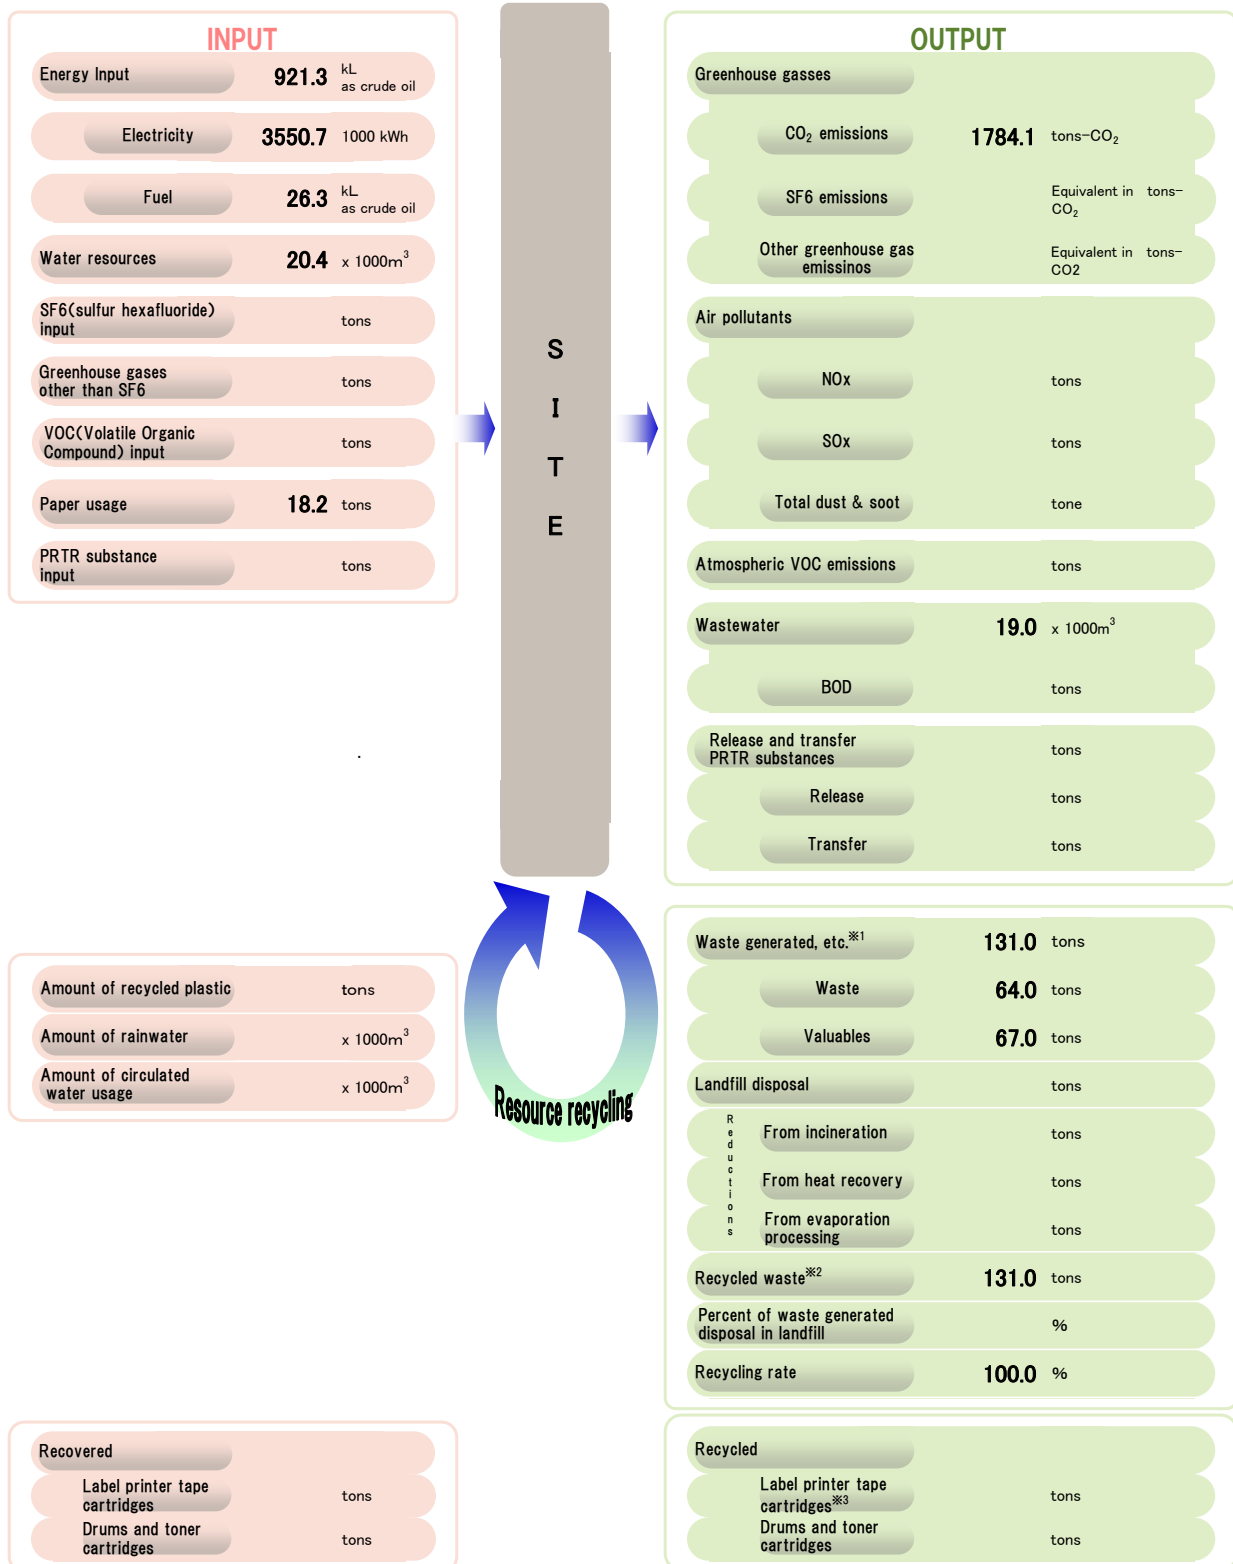 INPUT
Energy Input 921.3 kL
as crude oil
Electricity 3550.7 1000 kWh
Fuel 26.3 kL
as crude oil
Water resources 20.4 x 1000m³
SF6(sulfur hexafluoride)
input tons
Greenhouse gases
other than SF6 tons
VOC(Volatile Organic
Compound) input tons
Paper usage 18.2 tons
PRTR substance
input tons
S
I
T
E
OUTPUT
Greenhouse gasses
CO₂ emissions 1784.1 tons-CO₂
SF6 emissions Equivalent in tons-
CO₂
Other greenhouse gas
emissinos Equivalent in tons-
CO2
Air pollutants
NOx tons
SOx tons
Total dust & soot tone
Atmospheric VOC emissions tons
Wastewater 19.0 x 1000m³
BOD tons
Release and transfer
PRTR substances tons
Release tons
Transfer tons
Amount of recycled plastic tons
Amount of rainwater x 1000m³
Amount of circulated
water usage x 1000m³
Resource recycling
Waste generated, etc.※1 131.0 tons
Waste 64.0 tons
Valuables 67.0 tons
Landfill disposal tons
Reductions
From incineration tons
From heat recovery tons
From evaporation
processing tons
Recycled waste※2 131.0 tons
Percent of waste generated
disposal in landfill %
Recycling rate 100.0 %
Recovered
Label printer tape
cartridges tons
Drums and toner
cartridges tons
Recycled
Label printer tape
cartridges※3 tons
Drums and toner
cartridges tons